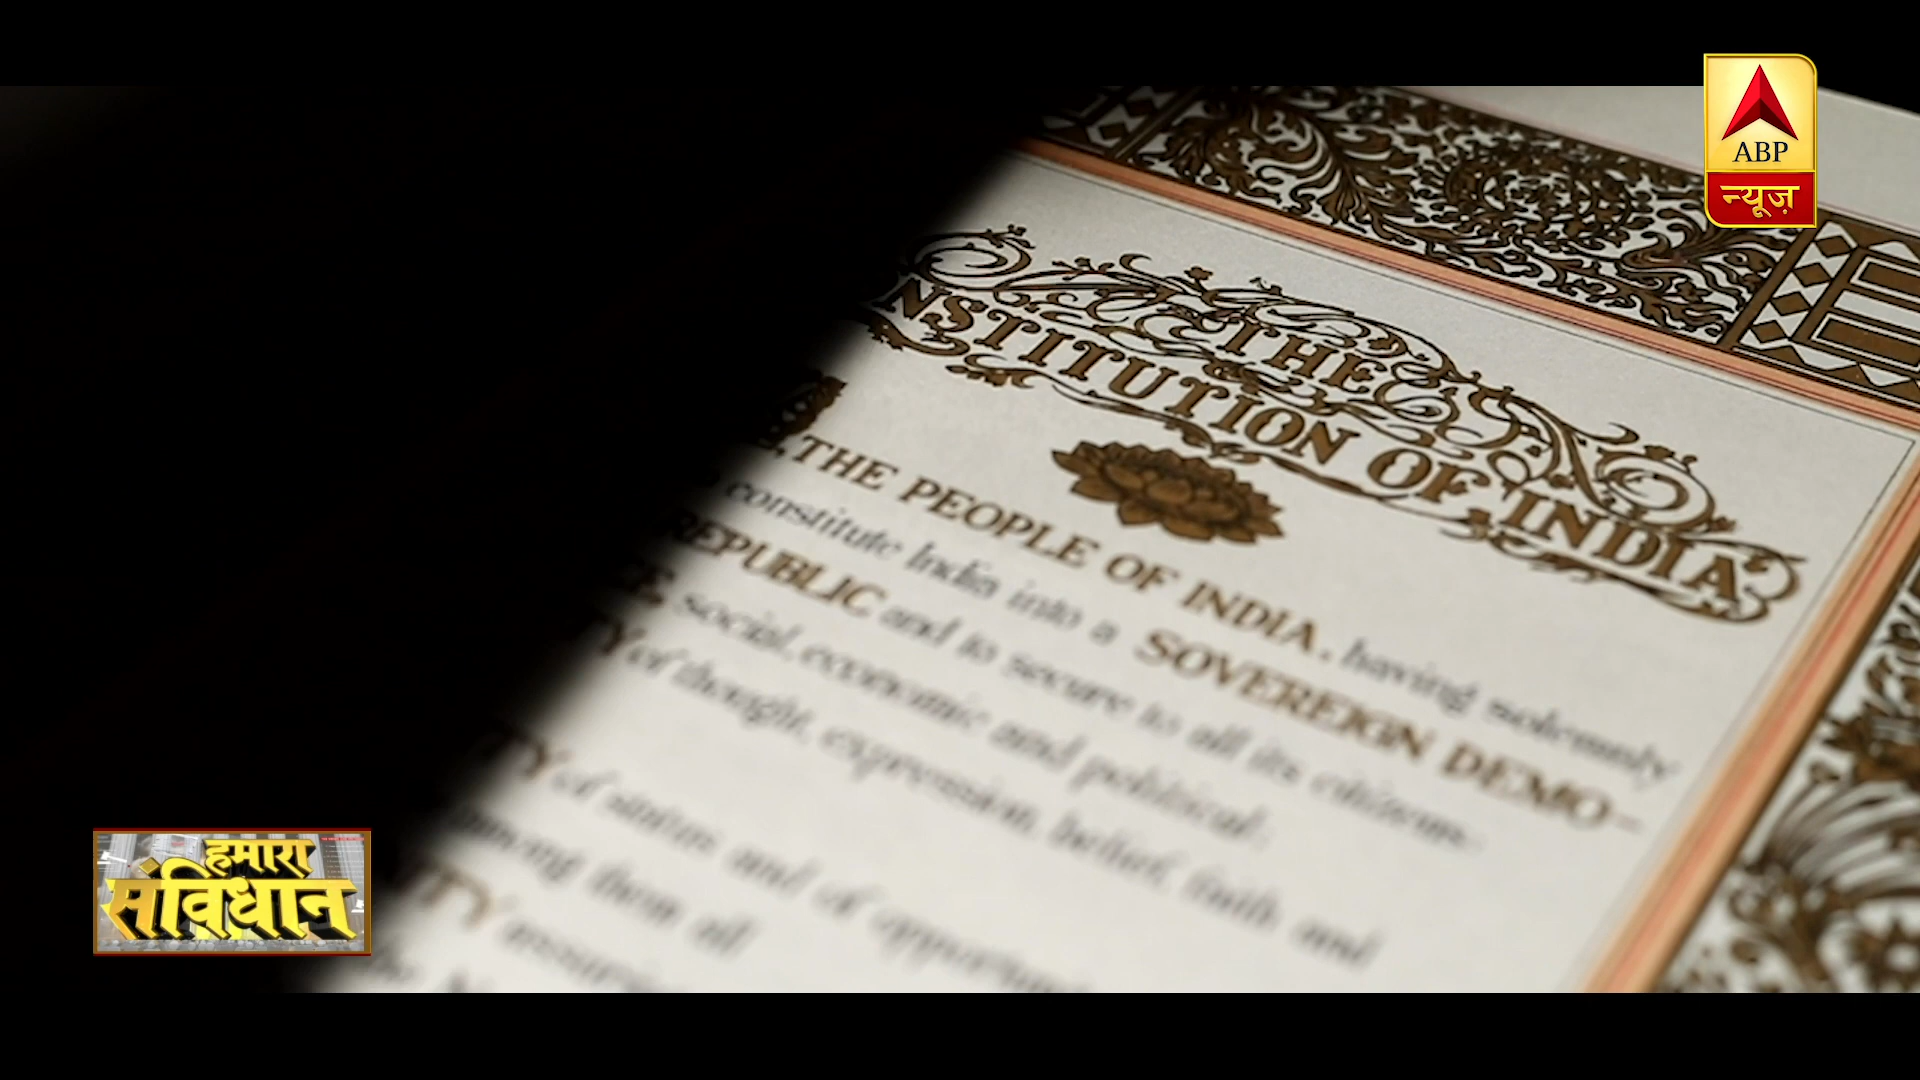 ABP
न्यूज़
THE
NSTITUTION OF INDIA
THE PEOPLE OF INDIA, having solemnly
constitute India into a SOVEREIGN DEMO-
REPUBLIC and to secure to all its citizens:
social, economic and political;
of thought, expression, belief, faith and
of status and of opportuni
among them all
हमारा
संविधान